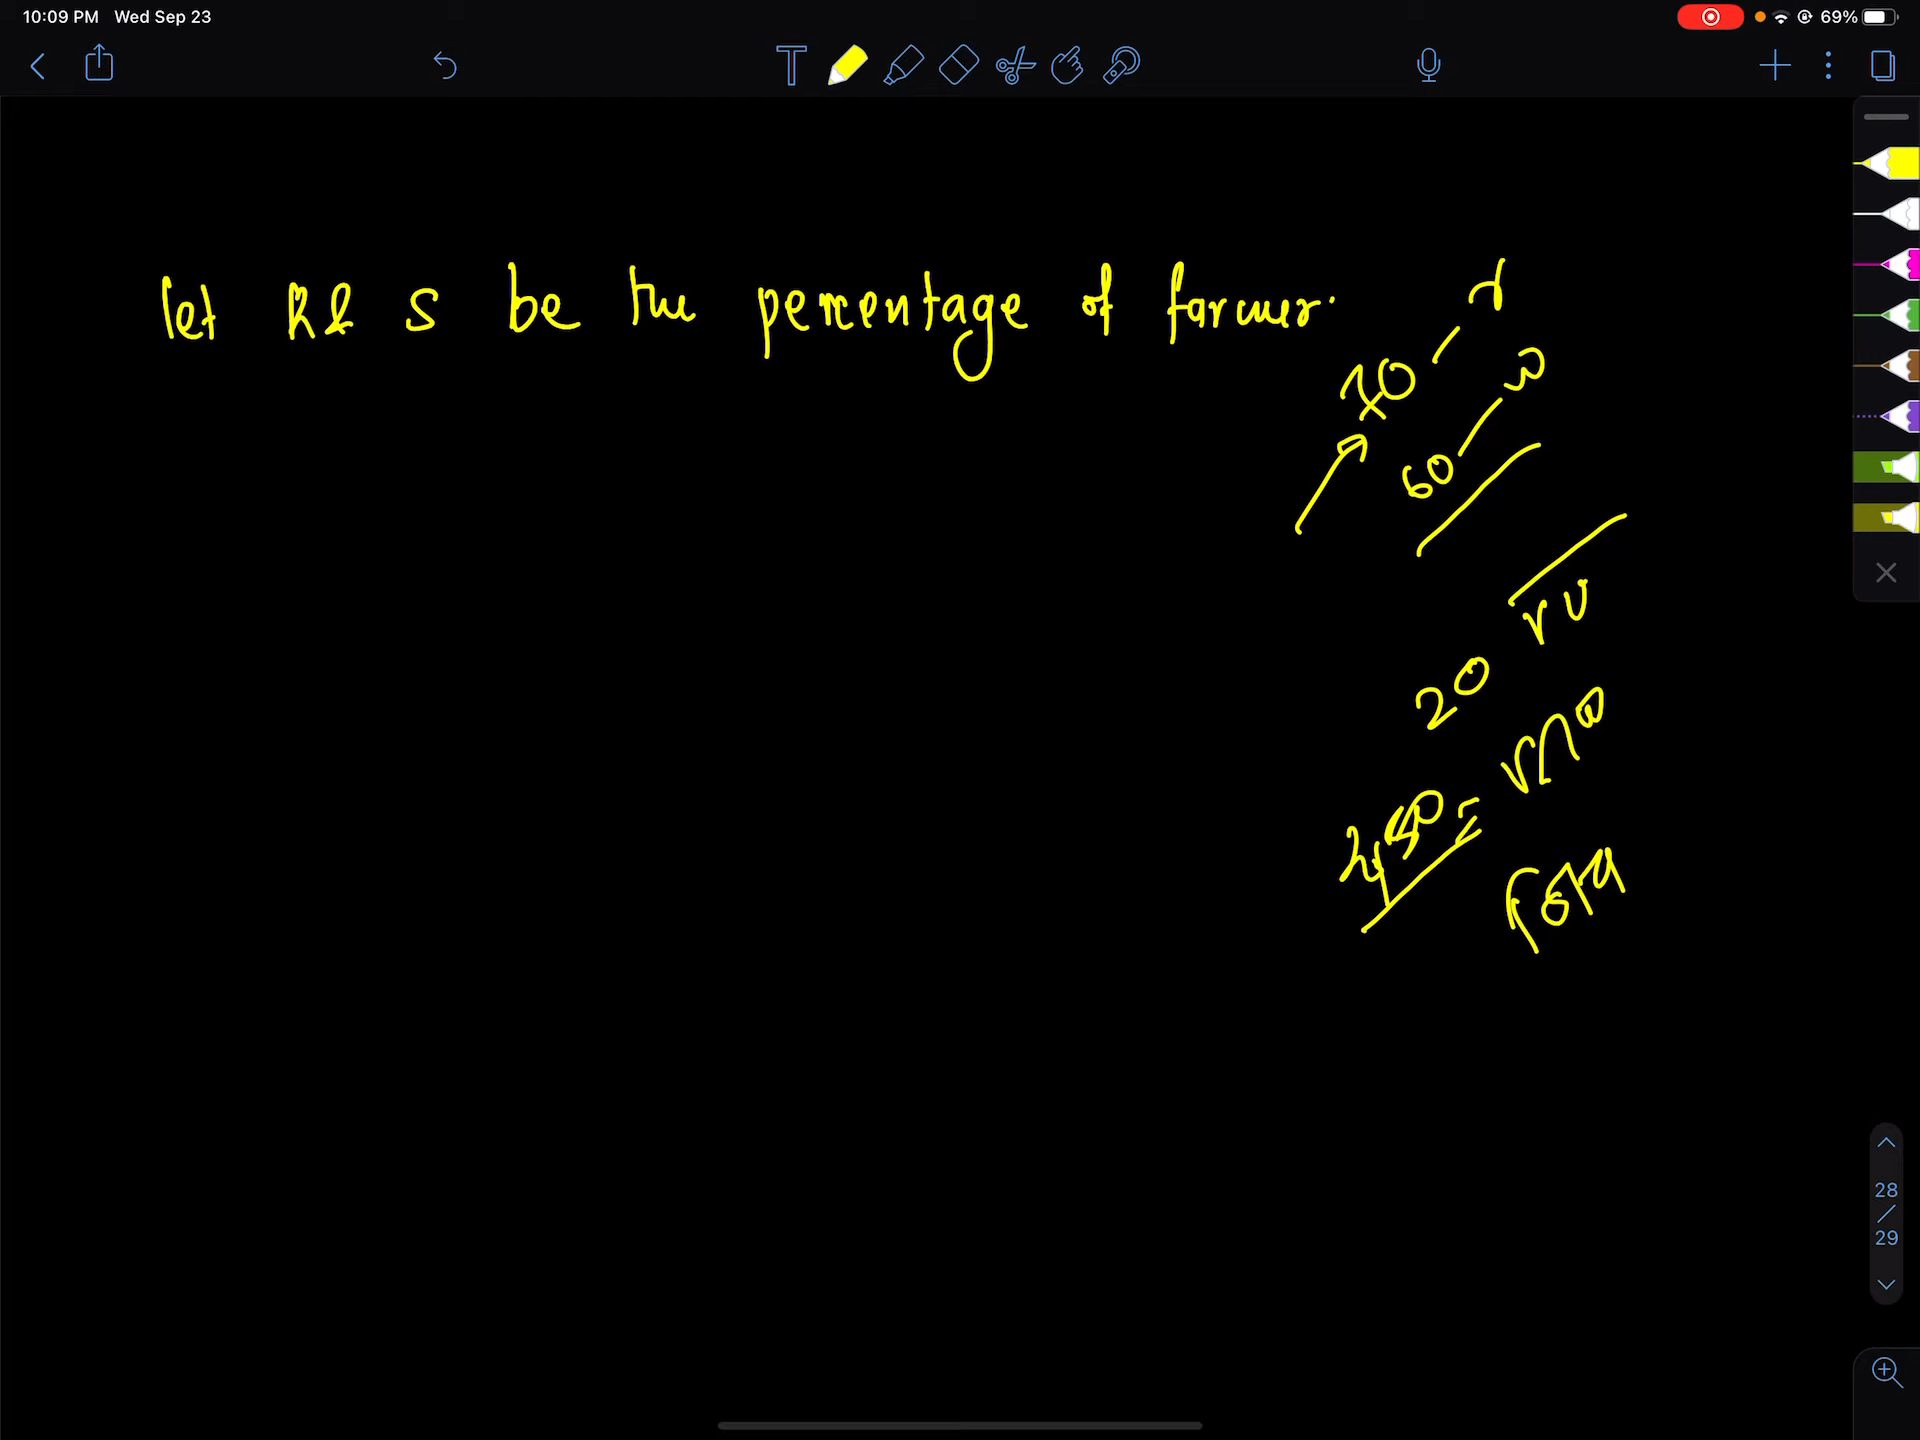 10:09 PM Wed Sep 23
69%
let R & S be the percentage of farmer.
70 – r
60 – w
20 r U
28
/
29